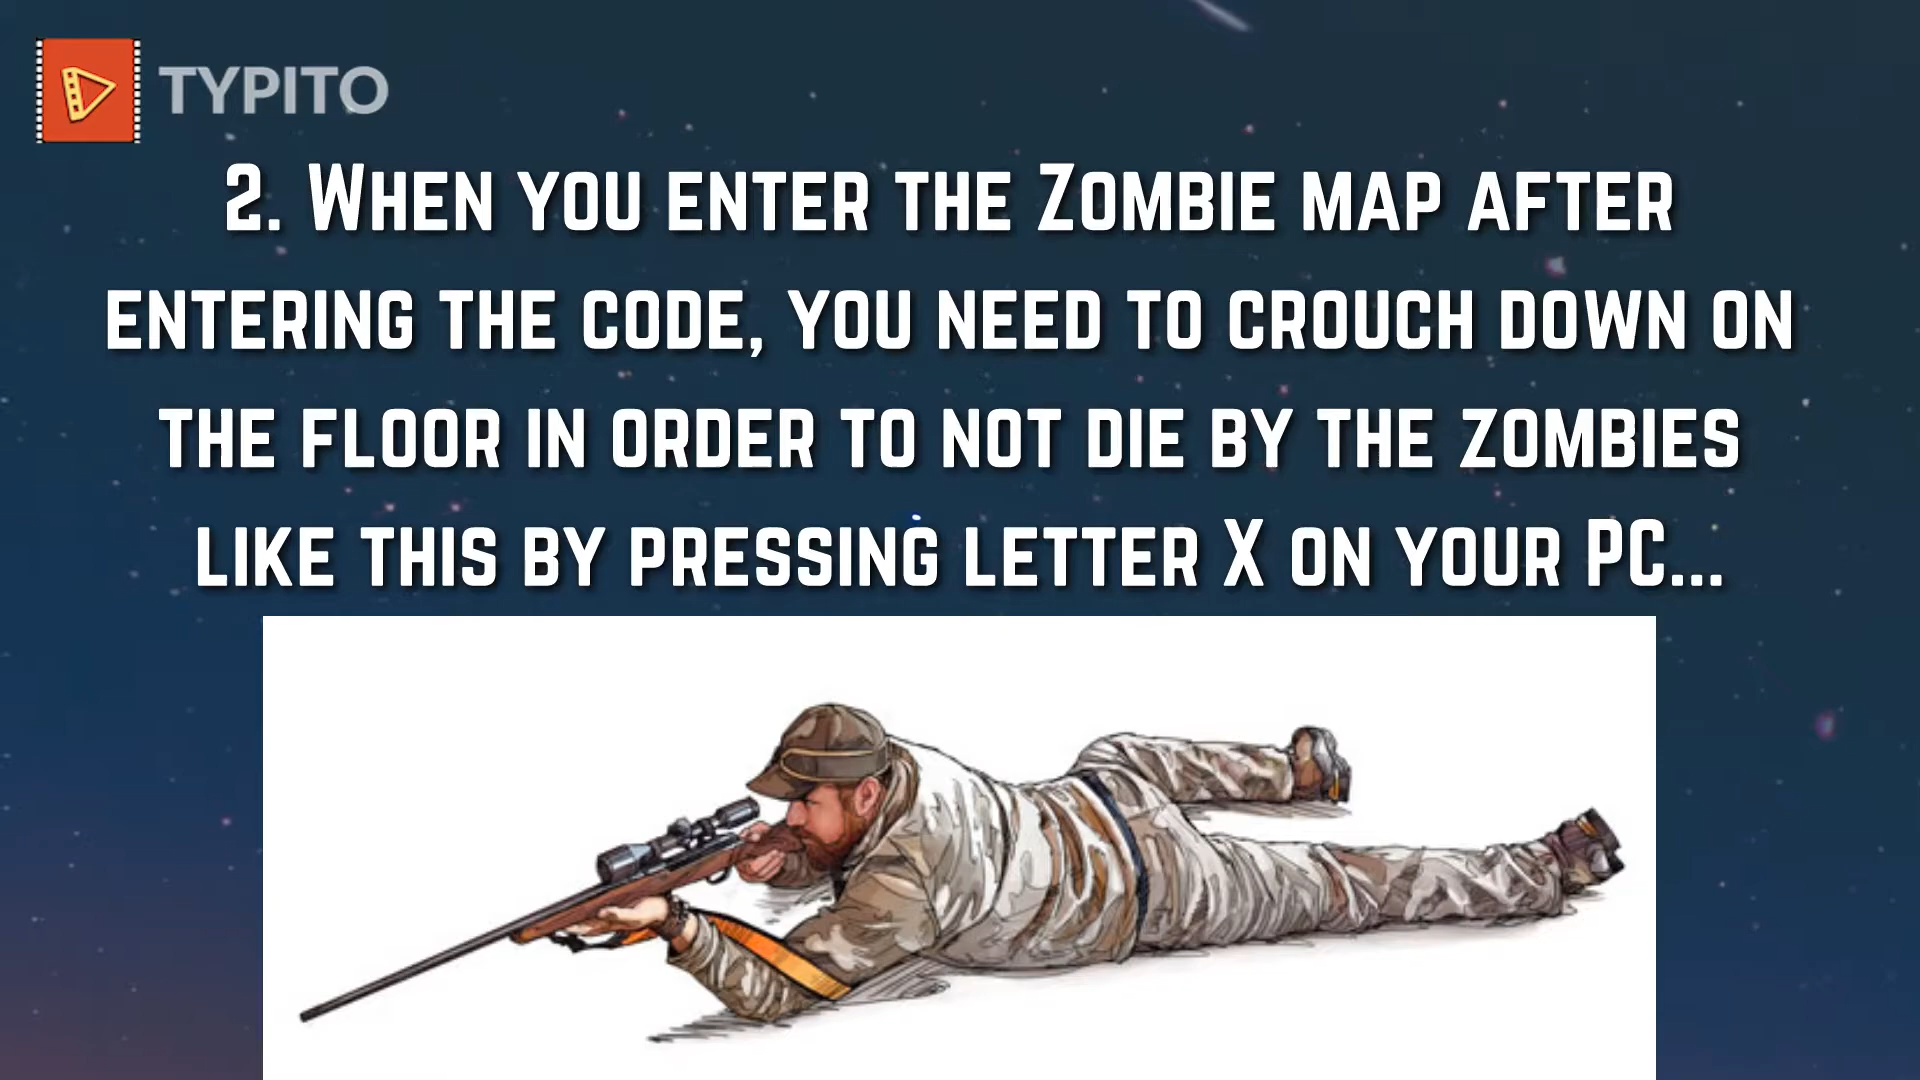 TYPITO
2. When you enter the Zombie map after
entering the code, you need to crouch down on
the floor in order to not die by the zombies
like this by pressing letter X on your PC...